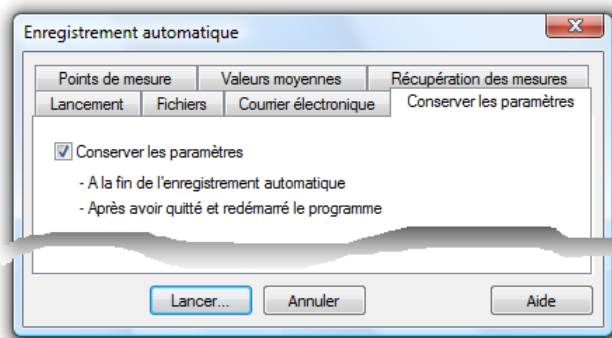 Enregistrement automatique
Points de mesure Valeurs moyennes Récupération des mesures
Lancement Fichiers Courrier électronique Conserver les paramètres
Conserver les paramètres
- A la fin de l'enregistrement automatique
- Après avoir quitté et redémarré le programme
Lancer... Annuler Aide